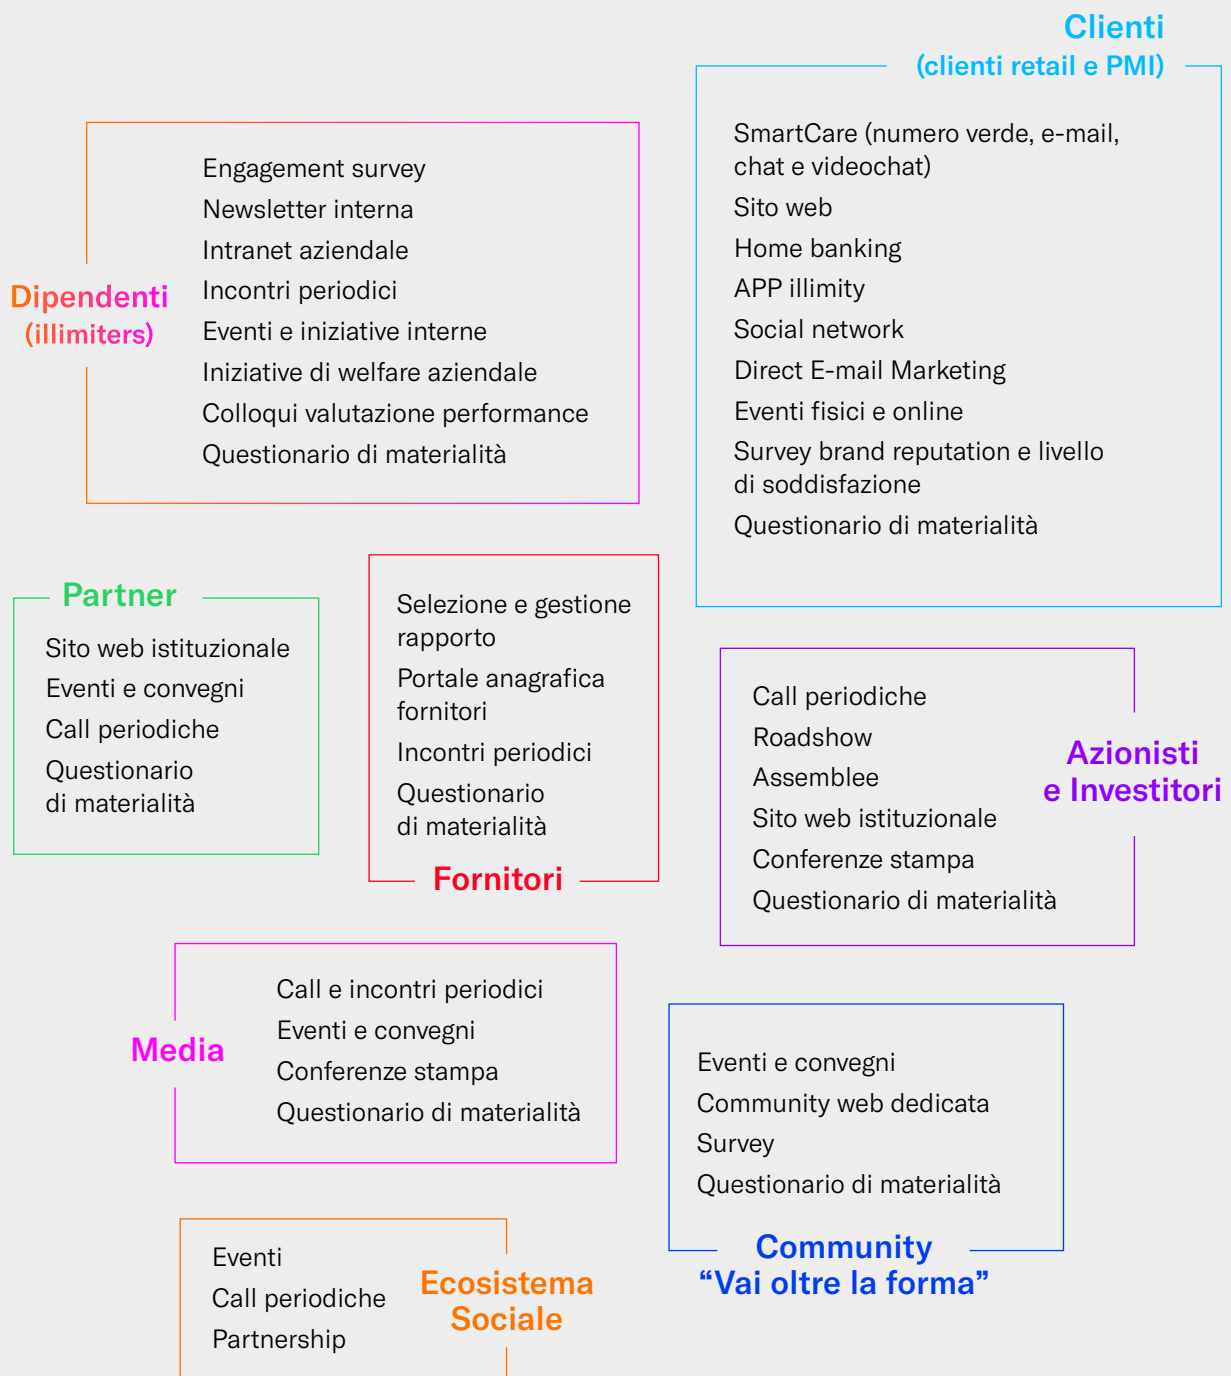 Clienti
(clienti retail e PMI)
SmartCare (numero verde, e-mail,
chat e videochat)
Sito web
Home banking
APP illimity
Social network
Direct E-mail Marketing
Eventi fisici e online
Survey brand reputation e livello
di soddisfazione
Questionario di materialità
Dipendenti
(illimiters)
Engagement survey
Newsletter interna
Intranet aziendale
Incontri periodici
Eventi e iniziative interne
Iniziative di welfare aziendale
Colloqui valutazione performance
Questionario di materialità
Partner
Sito web istituzionale
Eventi e convegni
Call periodiche
Questionario
di materialità
Selezione e gestione
rapporto
Portale anagrafica
fornitori
Incontri periodici
Questionario
di materialità
Fornitori
Call periodiche
Roadshow
Assemblee
Sito web istituzionale
Conferenze stampa
Questionario di materialità
Azionisti
e Investitori
Media
Call e incontri periodici
Eventi e convegni
Conferenze stampa
Questionario di materialità
Eventi e convegni
Community web dedicata
Survey
Questionario di materialità
Community
“Vai oltre la forma”
Eventi
Call periodiche
Partnership
Ecosistema
Sociale